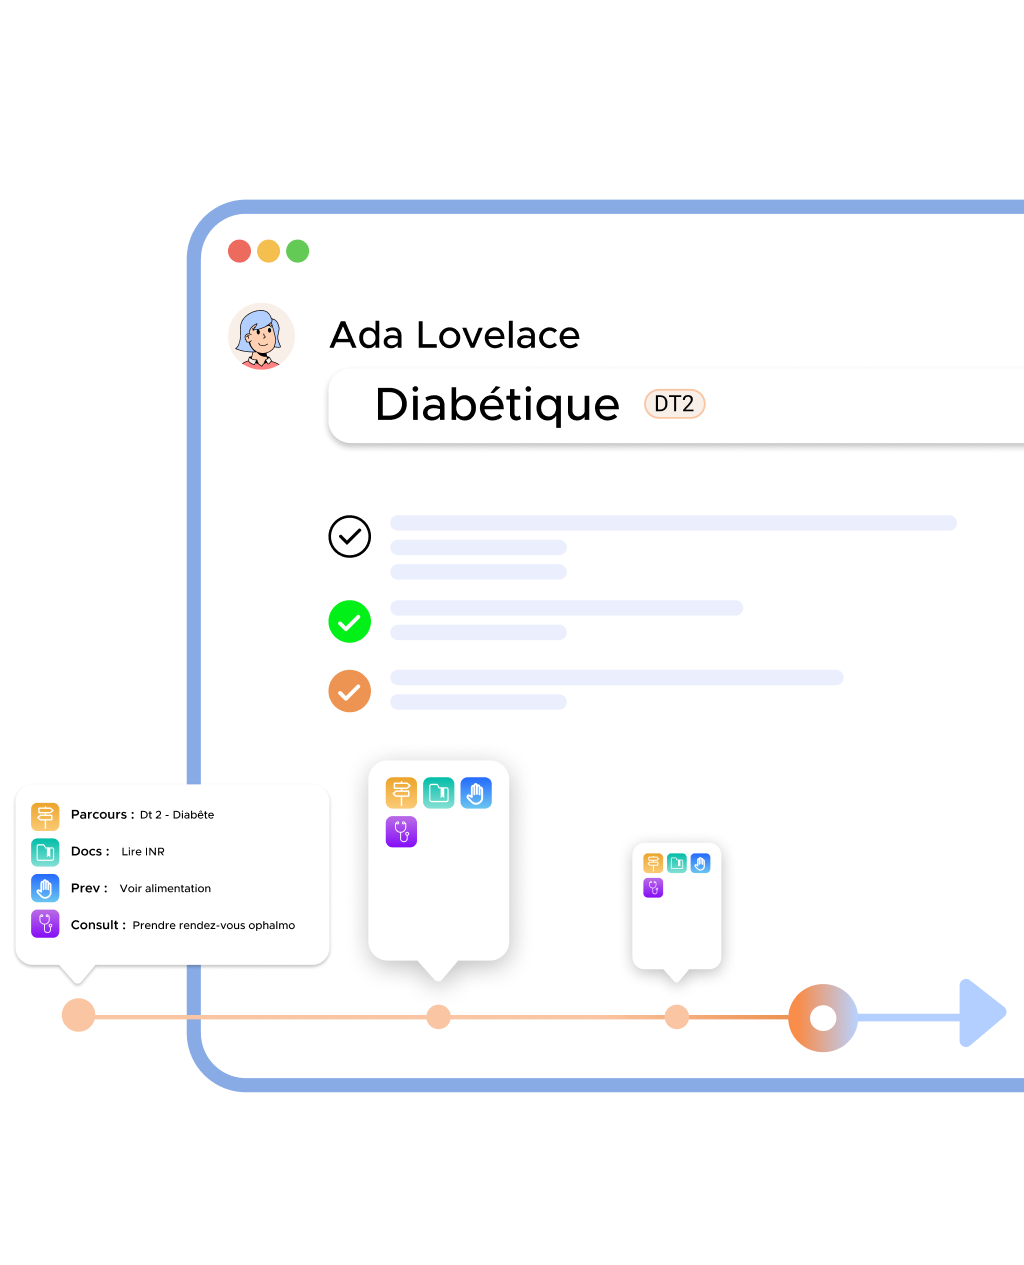 Ada Lovelace
Diabétique DT2
Parcours : Dt 2 - Diabête
Docs : Lire INR
Prev : Voir alimentation
Consult : Prendre rendez-vous ophalmo